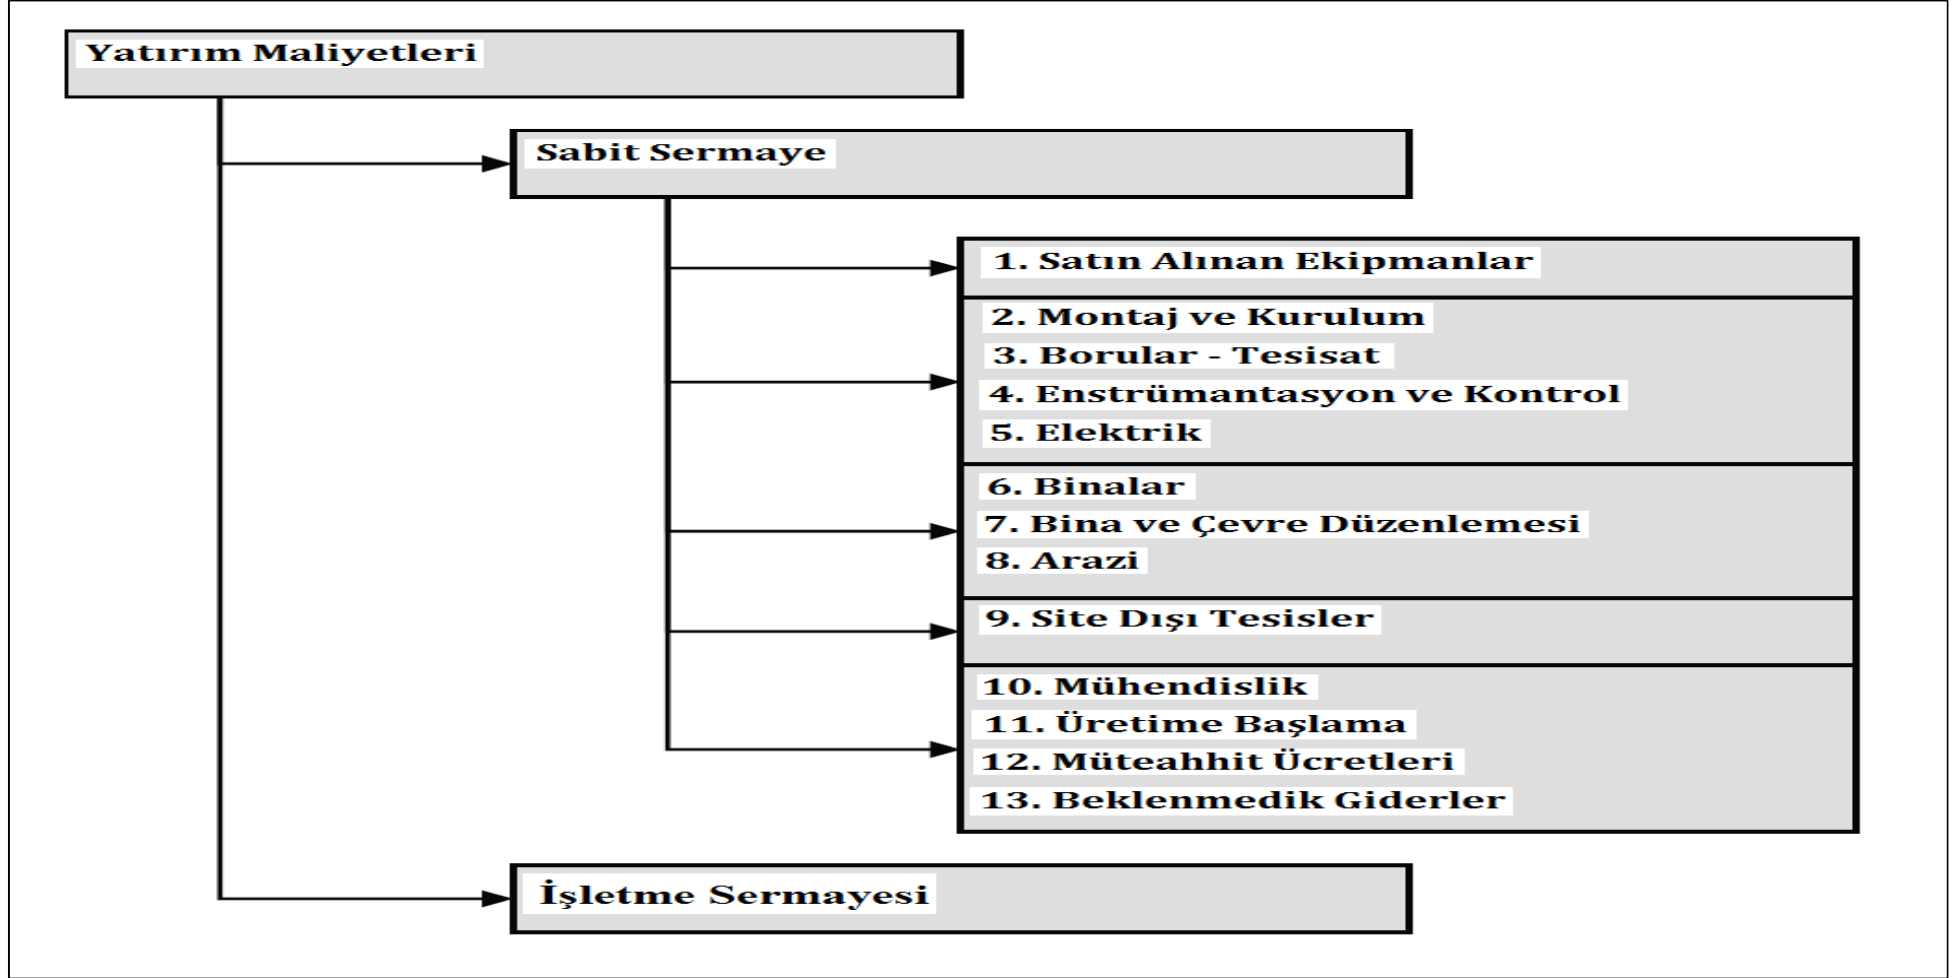 Yatırım Maliyetleri
Sabit Sermaye
1. Satın Alınan Ekipmanlar
2. Montaj ve Kurulum
3. Borular - Tesisat
4. Enstrümantasyon ve Kontrol
5. Elektrik
6. Binalar
7. Bina ve Çevre Düzenlemesi
8. Arazi
9. Site Dışı Tesisler
10. Mühendislik
11. Üretime Başlama
12. Müteahhit Ücretleri
13. Beklenmedik Giderler
İşletme Sermayesi